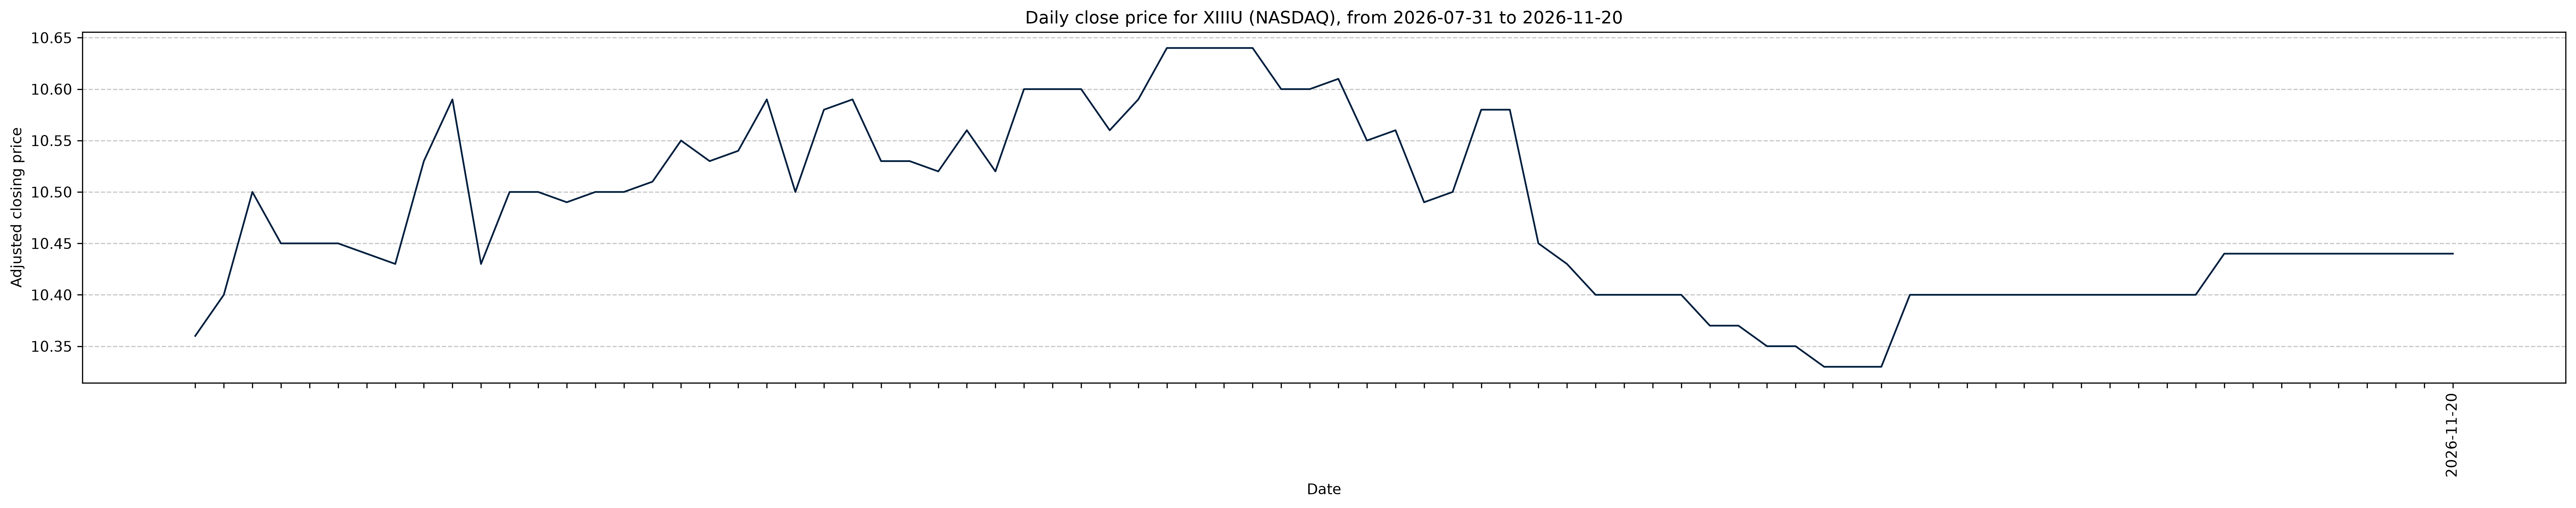 Daily close price for XIIIU (NASDAQ), from 2026-07-31 to 2026-11-20
Adjusted closing price
10.65
10.60
10.55
10.50
10.45
10.40
10.35
2026-11-20
Date